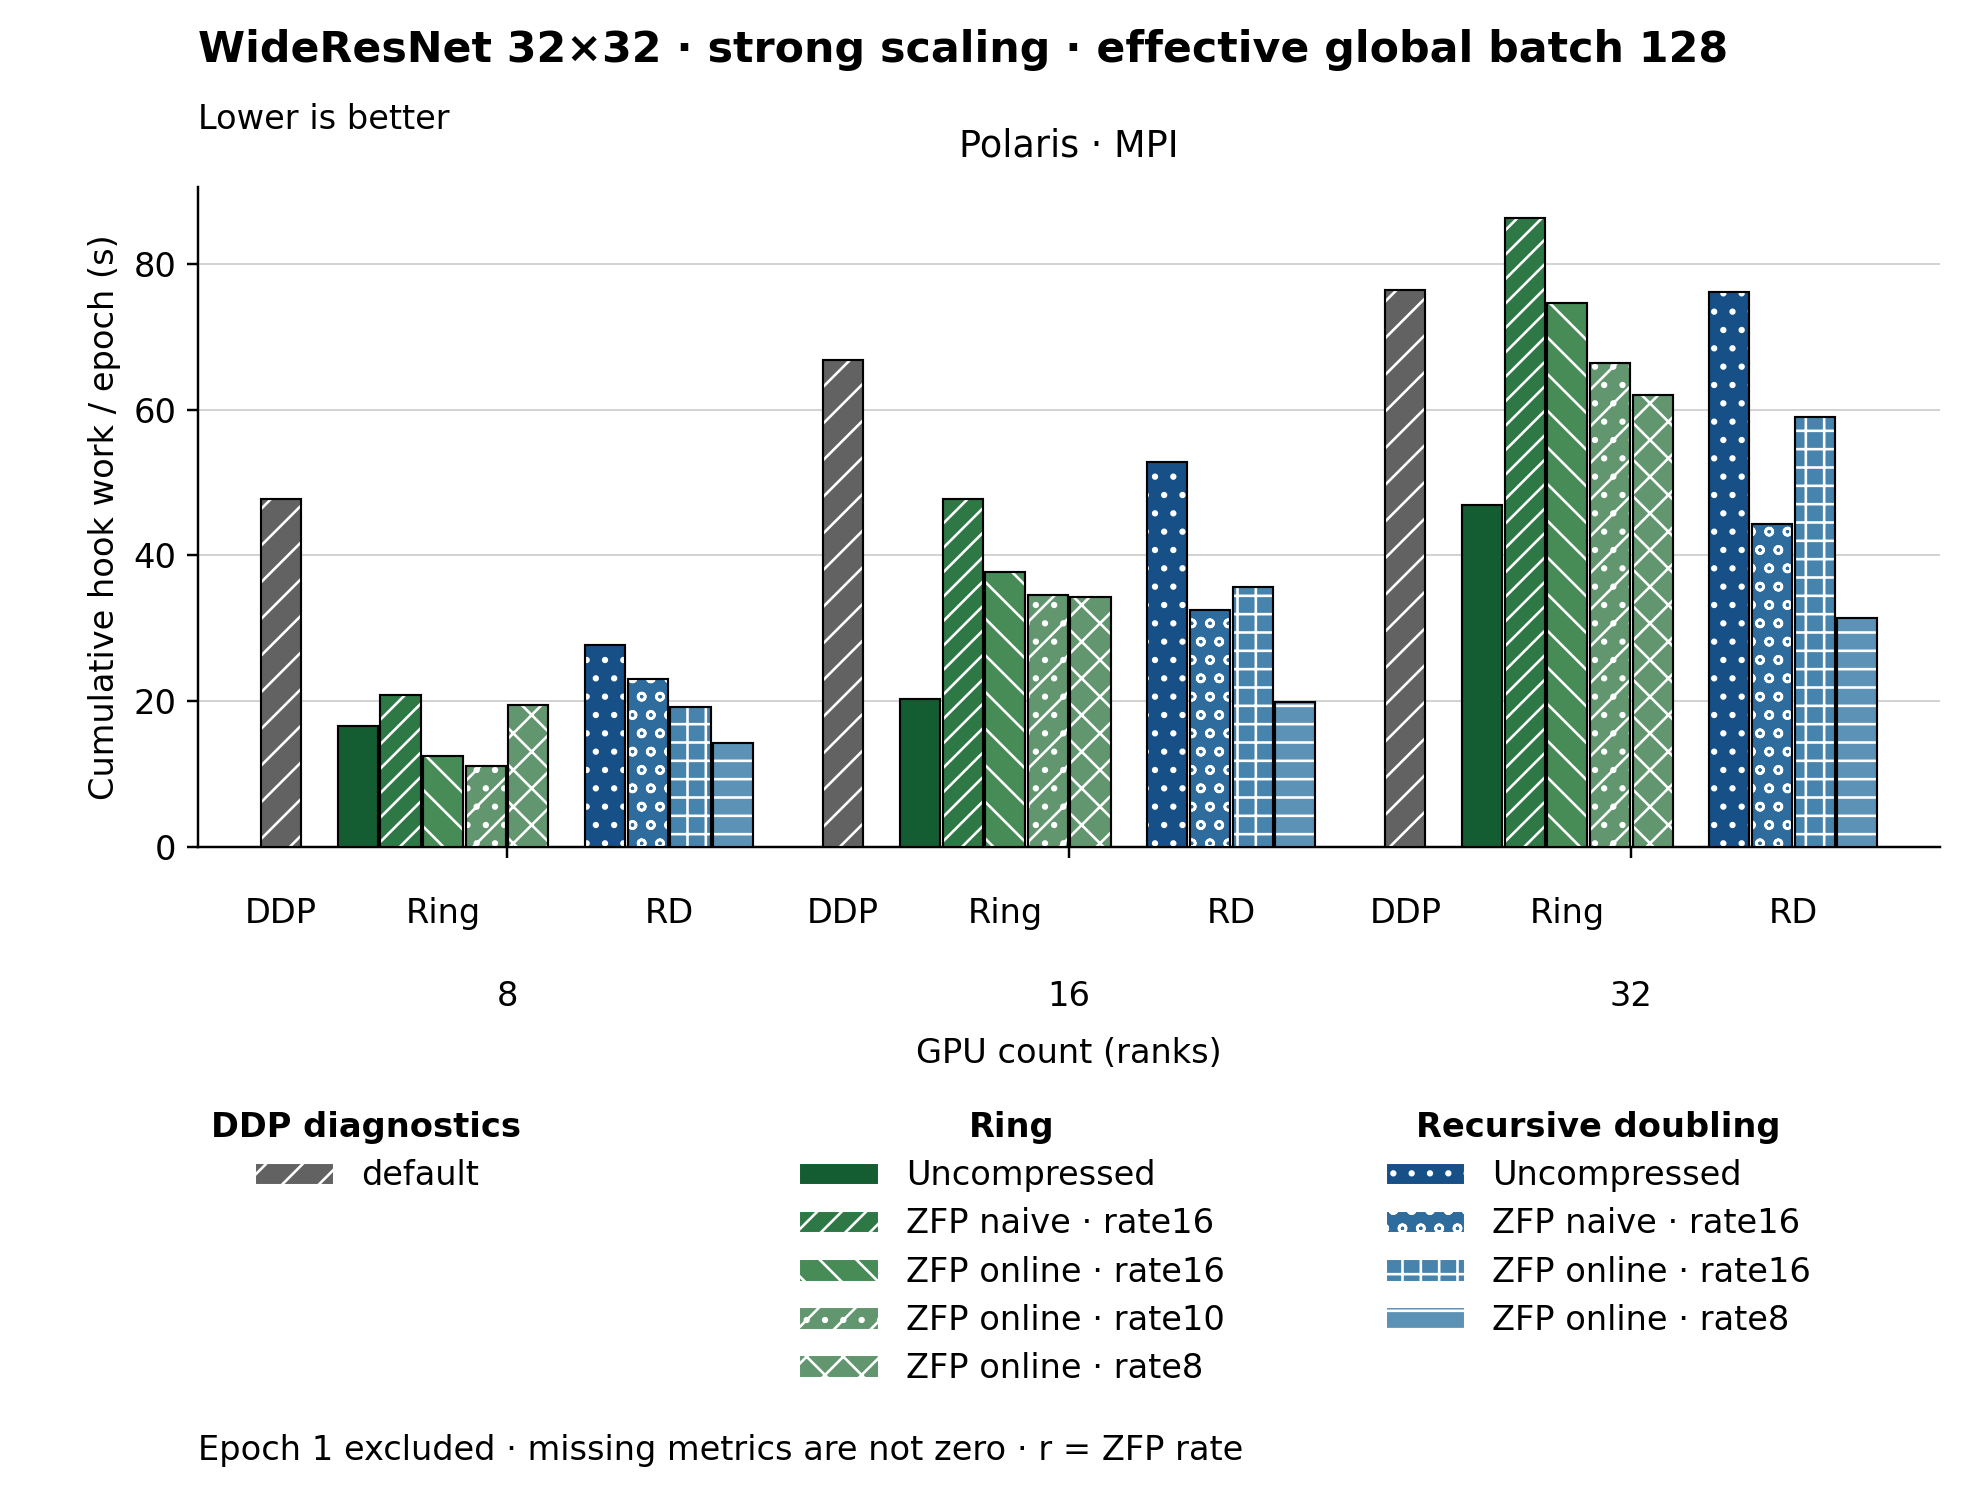 WideResNet 32×32 · strong scaling · effective global batch 128
Lower is better
Polaris · MPI
Cumulative hook work / epoch (s)
80
60
40
20
0
DDP Ring RD DDP Ring RD DDP Ring RD
8 16 32
GPU count (ranks)
DDP diagnostics
default
Ring
Uncompressed
ZFP naive · rate16
ZFP online · rate16
ZFP online · rate10
ZFP online · rate8
Recursive doubling
Uncompressed
ZFP naive · rate16
ZFP online · rate16
ZFP online · rate8
Epoch 1 excluded · missing metrics are not zero · r = ZFP rate